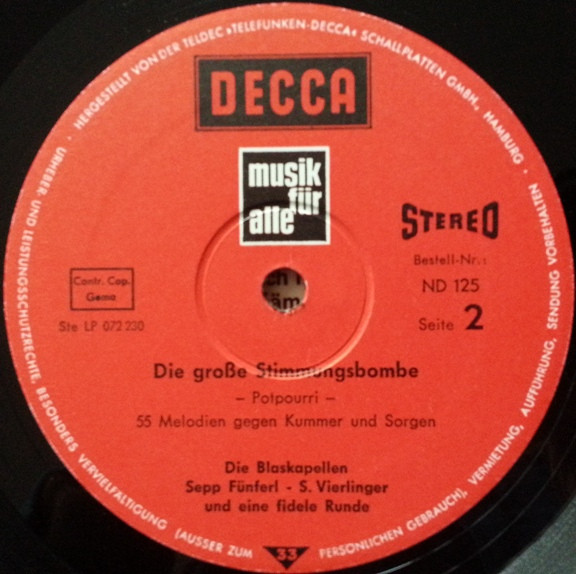 · HERGESTELLT VON DER TELDEC »TELEFUNKEN-DECCA« SCHALLPLATTEN GMBH., HAMBURG · URHEBER- UND LEISTUNGSSCHUTZRECHTE, BESONDERS VERVIELFÄLTIGUNG (AUSSER ZUM PERSÖNLICHEN GEBRAUCH), VERMIETUNG, AUFFÜHRUNG, SENDUNG VORBEHALTEN
DECCA
musik
für
alle
STEREO
Bestell-Nr.:
ND 125
Seite 2
Contr. Cop.
Gema
Ste LP 072 230
Die große Stimmungsbombe
– Potpourri –
55 Melodien gegen Kummer und Sorgen
Die Blaskapellen
Sepp Fünferl - S. Vierlinger
und eine fidele Runde
33